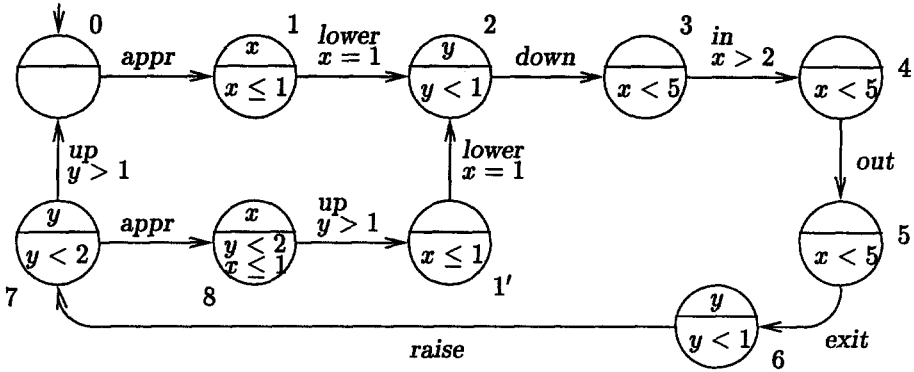 0
appr
x
x ≤ 1
1
lower
x = 1
y
y < 1
2
down
x < 5
3
in
x > 2
x < 5
4
out
up
y > 1
lower
x = 1
y
y < 2
7
appr
x
y < 2
x ≤ 1
8
up
y > 1
x ≤ 1
1′
x < 5
5
y
y < 1
6
exit
raise